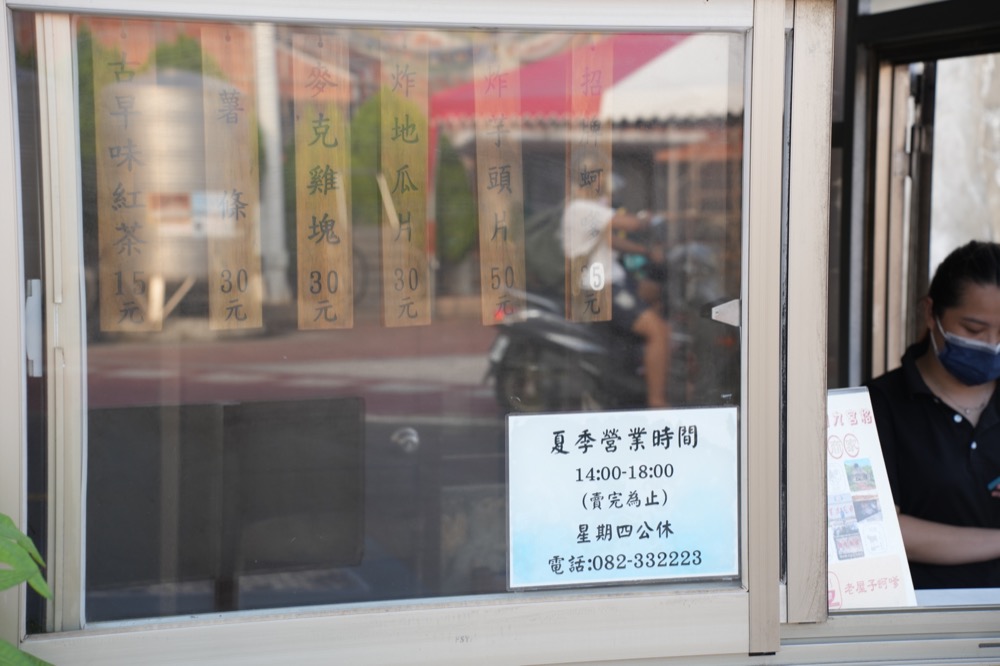 古早味紅茶 15元
薯條 30元
麥克雞塊 30元
炸地瓜片 30元
炸芋頭片 50元
招牌蚵
35元
夏季營業時間
14:00-18:00
(賣完為止)
星期四公休
電話:082-332223